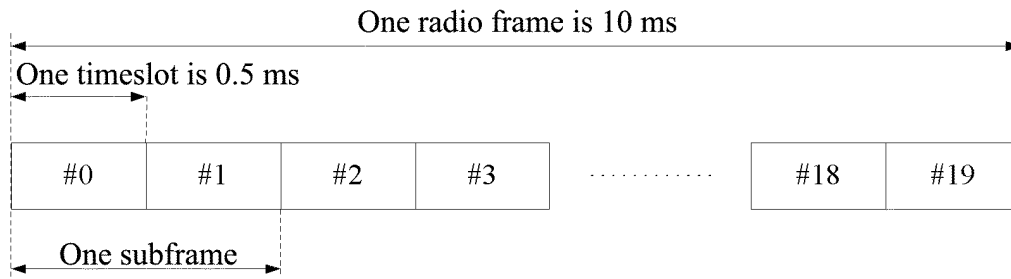 One radio frame is 10 ms
One timeslot is 0.5 ms
#0 #1 #2 #3 ............ #18 #19
One subframe